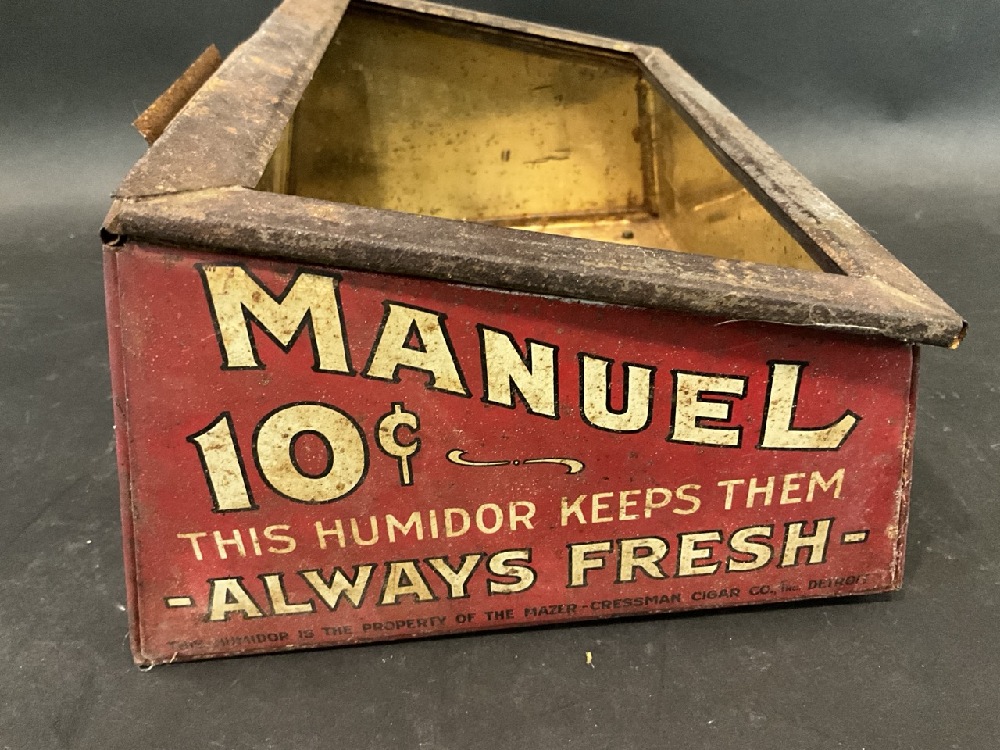 MANUEL
10¢
THIS HUMIDOR KEEPS THEM
-ALWAYS FRESH-
THIS HUMIDOR IS THE PROPERTY OF THE MAZER-CRESSMAN CIGAR CO., INC. DETROIT